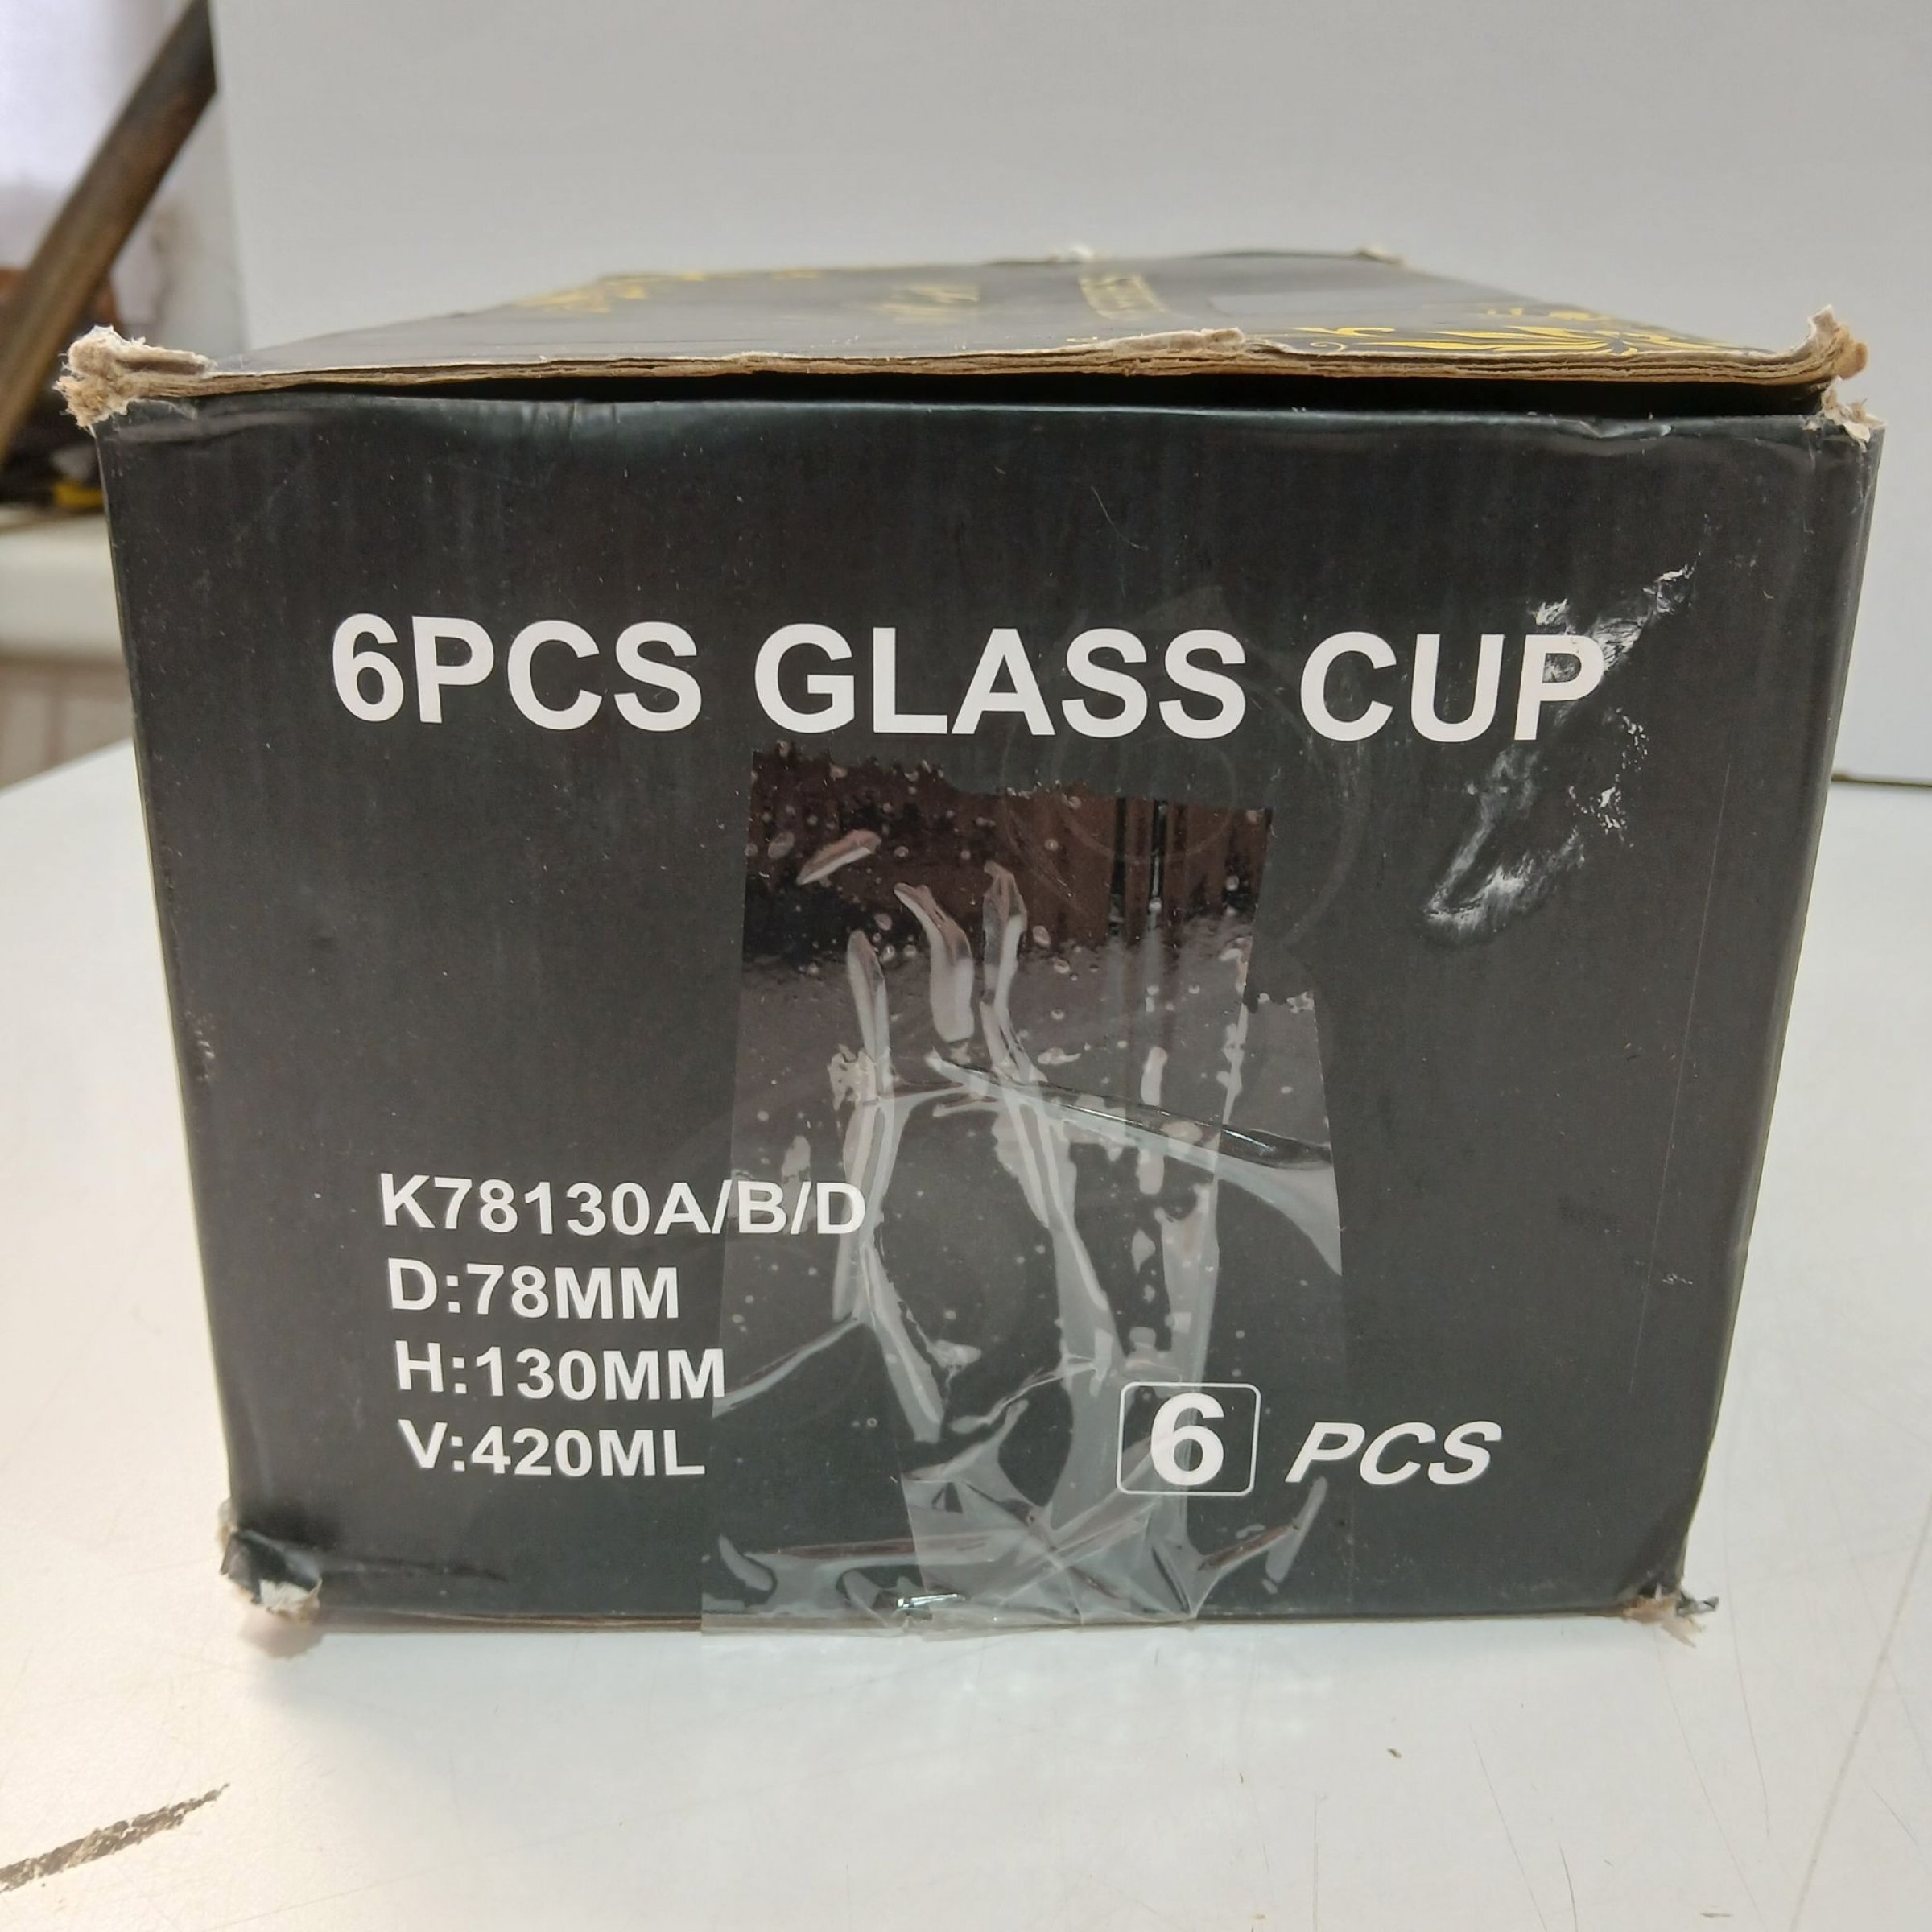 6PCS GLASS CUP
K78130A/B/D
D:78MM
H:130MM
V:420ML
6 PCS